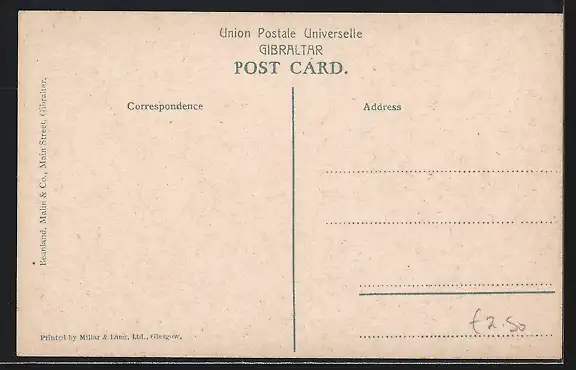 Union Postale Universelle
GIBRALTAR
POST CARD.
Correspondence
Address
Beanland, Malin & Co., Main Street, Gibraltar.
Printed by Millar & Lang, Ltd., Glasgow.
£2.50